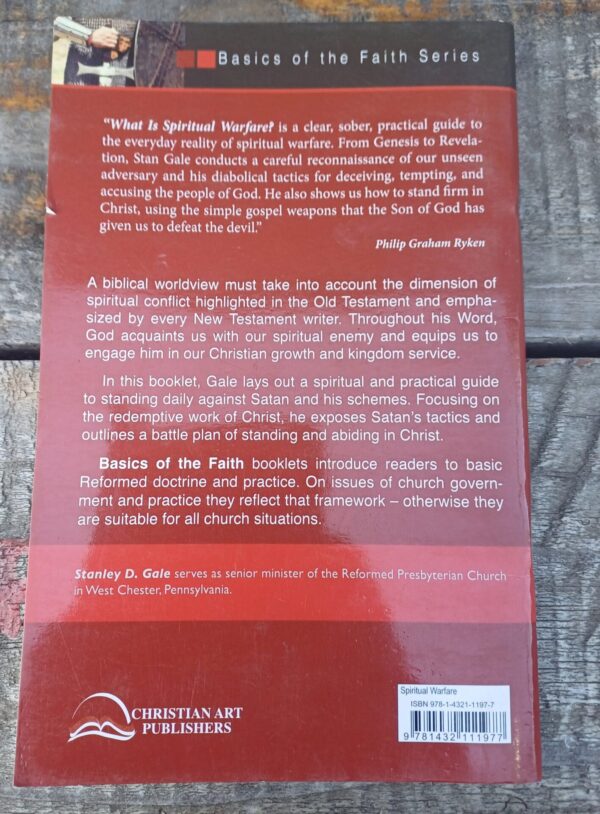 Basics of the Faith Series
"What Is Spiritual Warfare? is a clear, sober, practical guide to
the everyday reality of spiritual warfare. From Genesis to Revela-
tion, Stan Gale conducts a careful reconnaissance of our unseen
adversary and his diabolical tactics for deceiving, tempting, and
accusing the people of God. He also shows us how to stand firm in
Christ, using the simple gospel weapons that the Son of God has
given us to defeat the devil."
Philip Graham Ryken
A biblical worldview must take into account the dimension of
spiritual conflict highlighted in the Old Testament and empha-
sized by every New Testament writer. Throughout his Word,
God acquaints us with our spiritual enemy and equips us to
engage him in our Christian growth and kingdom service.
In this booklet, Gale lays out a spiritual and practical guide
to standing daily against Satan and his schemes. Focusing on
the redemptive work of Christ, he exposes Satan's tactics and
outlines a battle plan of standing and abiding in Christ.
Basics of the Faith booklets introduce readers to basic
Reformed doctrine and practice. On issues of church govern-
ment and practice they reflect that framework – otherwise they
are suitable for all church situations.
Stanley D. Gale serves as senior minister of the Reformed Presbyterian Church
in West Chester, Pennsylvania.
CHRISTIAN ART
PUBLISHERS
Spiritual Warfare
ISBN 978-1-4321-1197-7
9 781432 111977